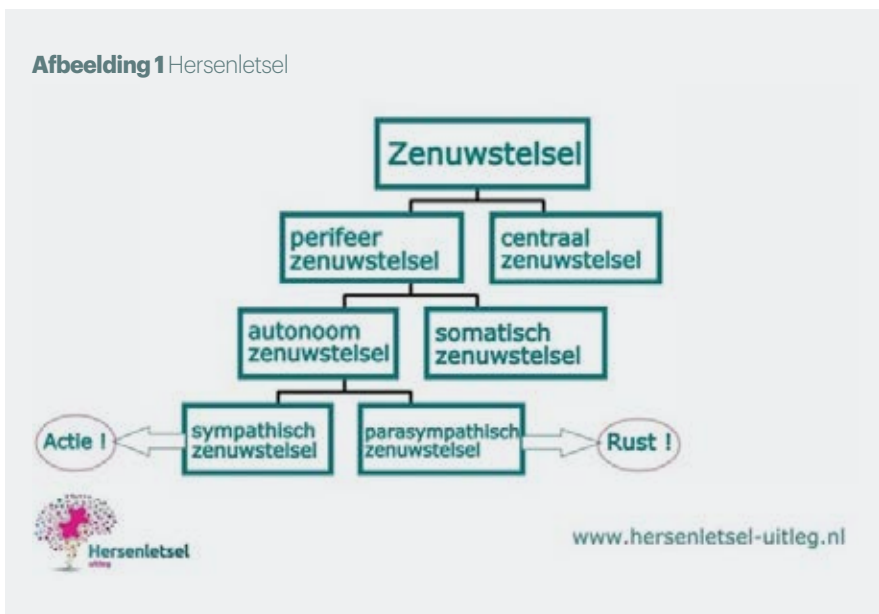 Afbeelding 1 Hersenletsel
Zenuwstelsel
perifeer
zenuwstelsel
centraal
zenuwstelsel
autonoom
zenuwstelsel
somatisch
zenuwstelsel
Actie !
sympathisch
zenuwstelsel
parasympathisch
zenuwstelsel
Rust !
Hersenletsel
uitleg
www.hersenletsel-uitleg.nl